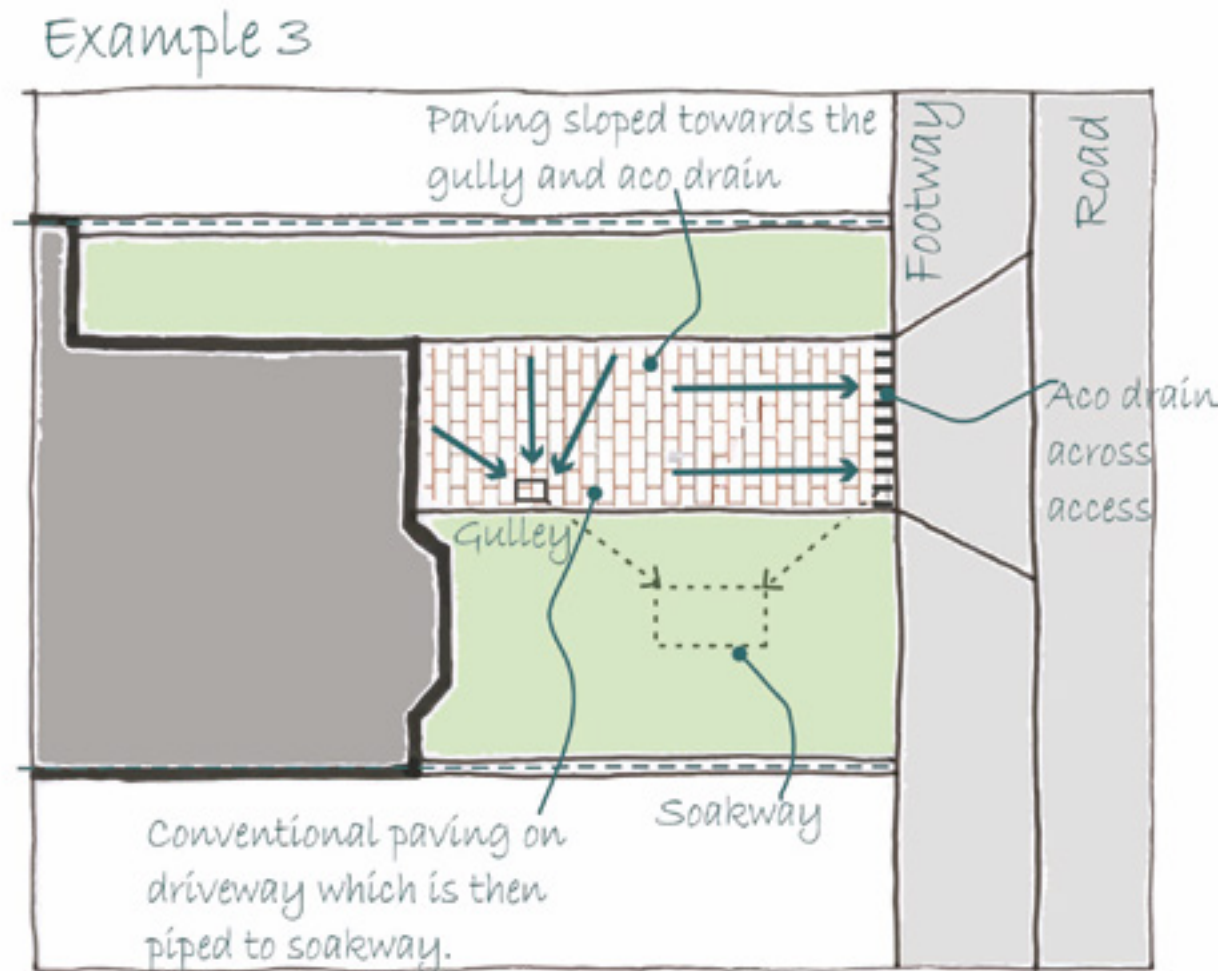 Example 3
Paving sloped towards the
gully and aco drain
Footway
Road
Aco drain
across
access
Gulley
Soakway
Conventional paving on
driveway which is then
piped to soakway.